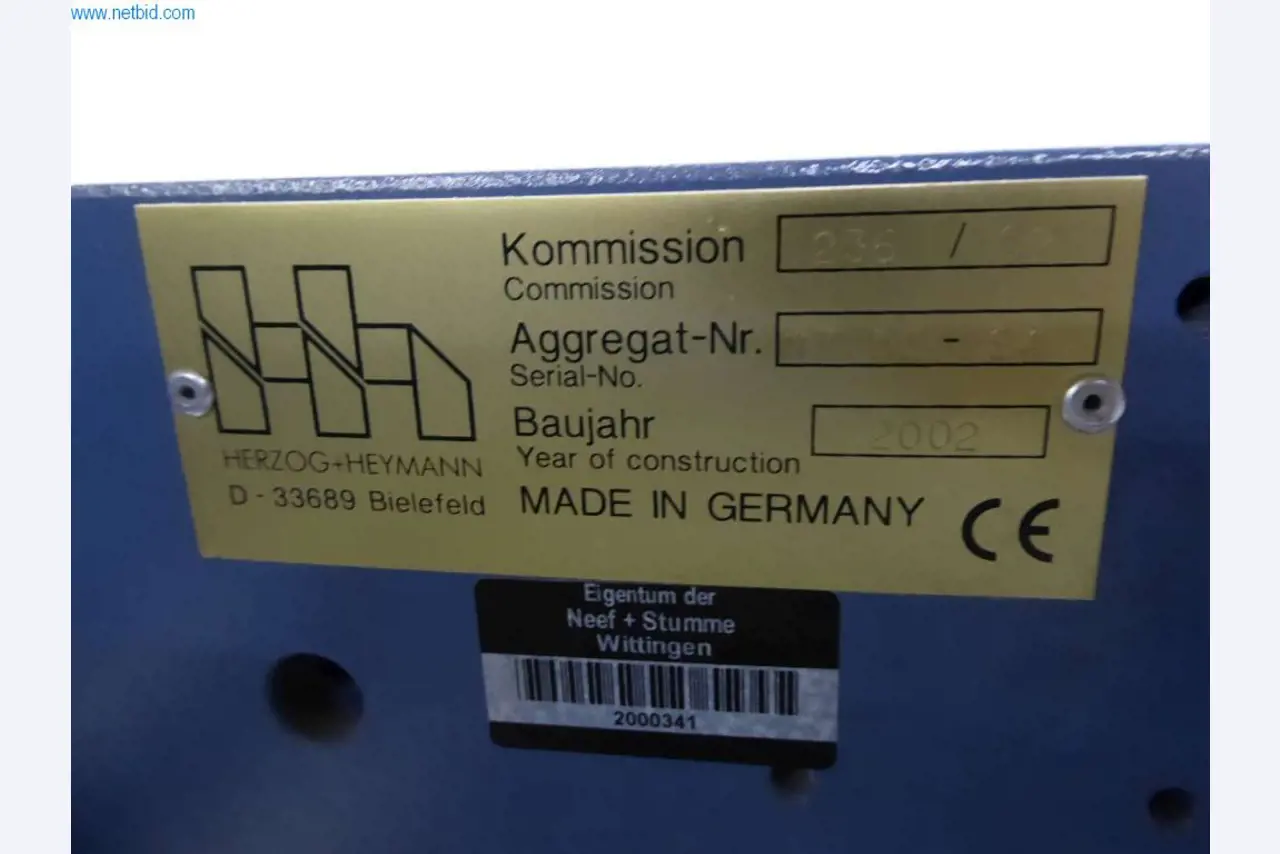 www.netbid.com
Kommission 236 /
Commission
Aggregat-Nr. -
Serial-No.
Baujahr 2002
Year of construction
HERZOG+HEYMANN
D - 33689 Bielefeld
MADE IN GERMANY CE
Eigentum der
Neef + Stumme
Wittingen
2000341